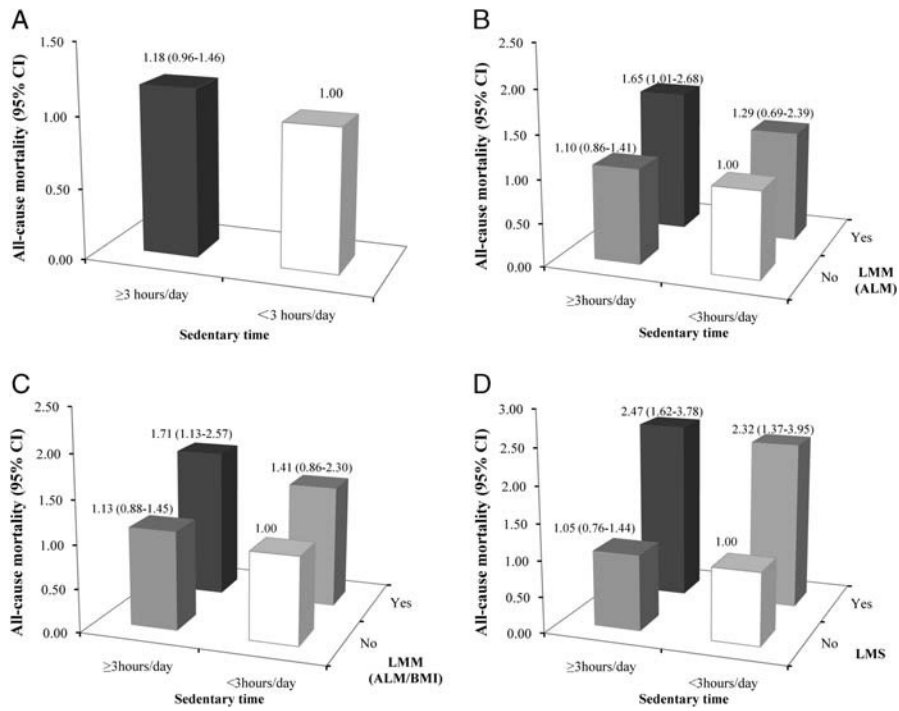 A
All-cause mortality (95% CI)
1.50
1.00
0.50
0.00
1.18 (0.96-1.46)
1.00
≥3 hours/day
<3 hours/day
Sedentary time
B
All-cause mortality (95% CI)
2.50
2.00
1.50
1.00
0.50
0.00
1.65 (1.01-2.68)
1.29 (0.69-2.39)
1.10 (0.86-1.41)
1.00
Yes
No
LMM
(ALM)
≥3hours/day
<3hours/day
Sedentary time
C
All-cause mortality (95% CI)
2.50
2.00
1.50
1.00
0.50
0.00
1.71 (1.13-2.57)
1.41 (0.86-2.30)
1.13 (0.88-1.45)
1.00
Yes
No
LMM
(ALM/BMI)
≥3hours/day
<3hours/day
Sedentary time
D
All-cause mortality (95% CI)
3.00
2.50
2.00
1.50
1.00
0.50
0.00
2.47 (1.62-3.78)
2.32 (1.37-3.95)
1.05 (0.76-1.44)
1.00
Yes
No
LMS
≥3hours/day
<3hours/day
Sedentary time